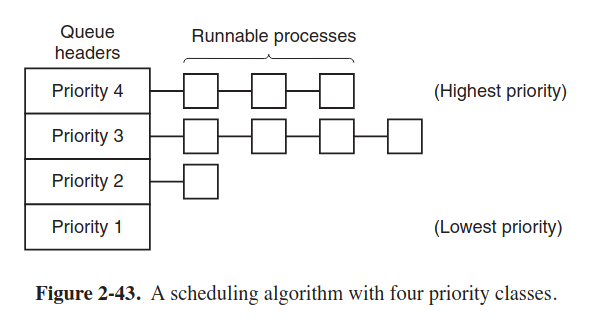 Queue
headers
Runnable processes
Priority 4
(Highest priority)
Priority 3
Priority 2
Priority 1
(Lowest priority)
Figure 2-43. A scheduling algorithm with four priority classes.